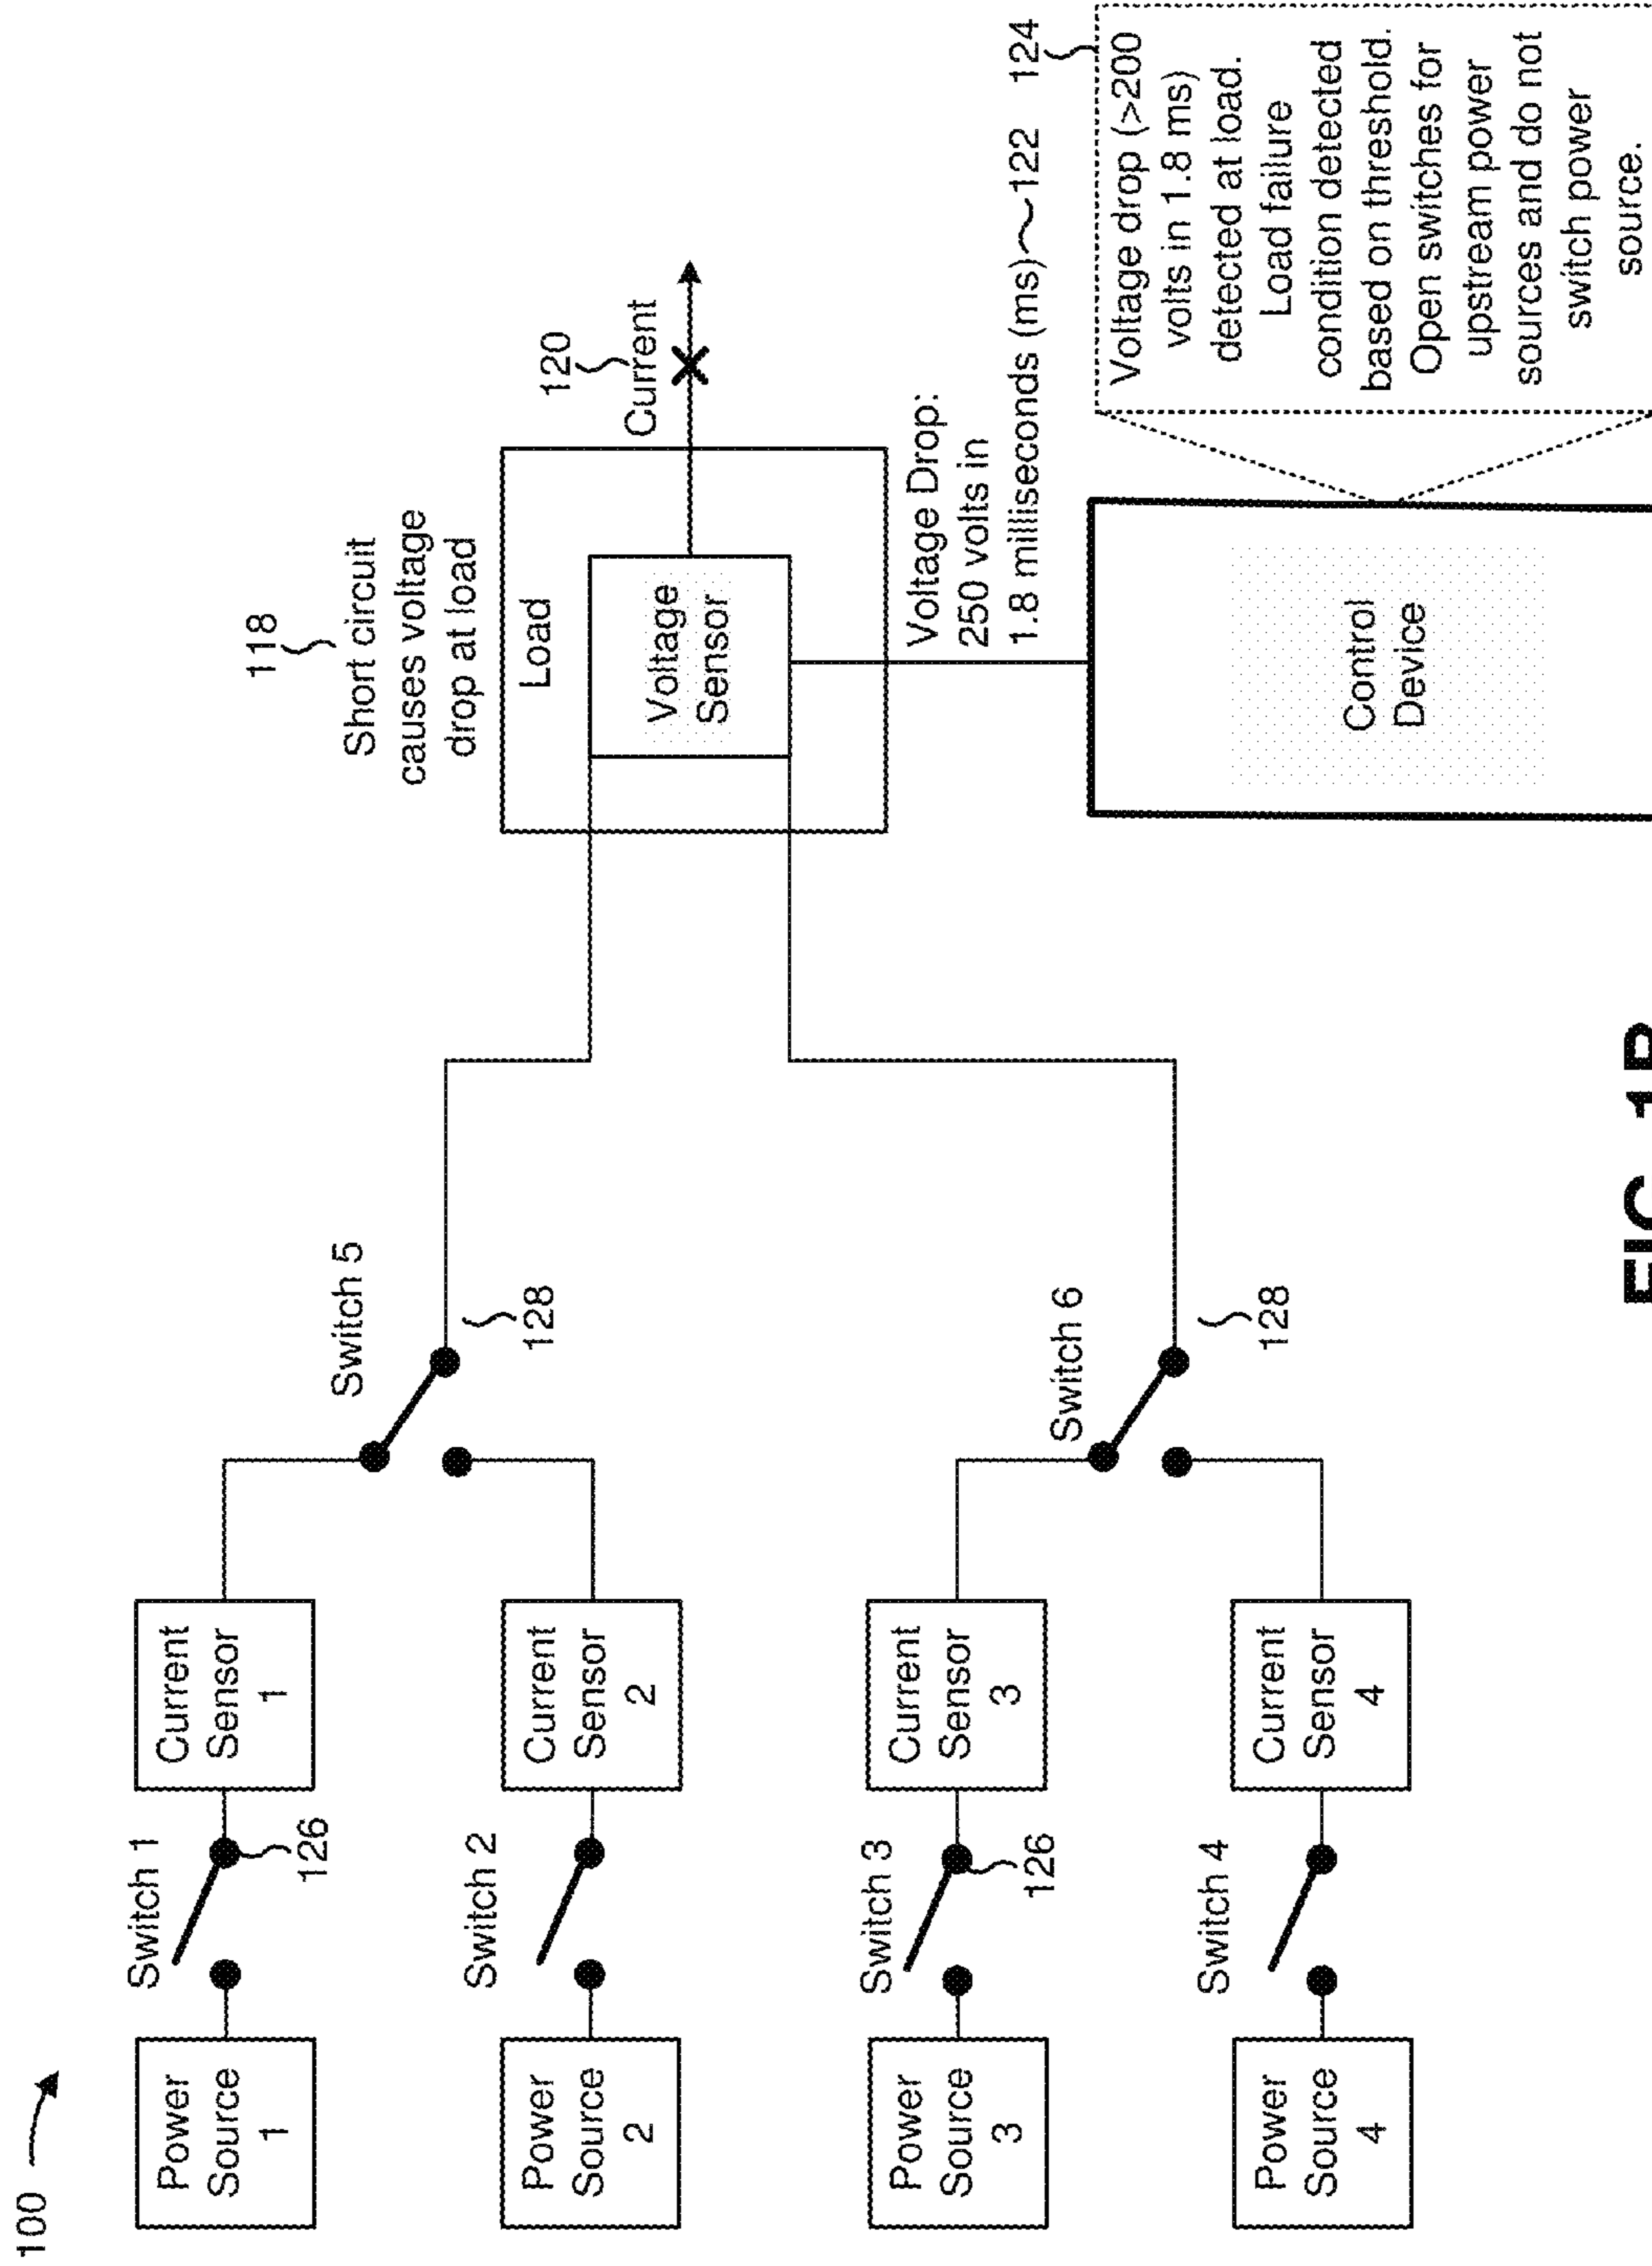 100
Power
Source
1
Switch 1
126
Current
Sensor
1
Power
Source
2
Switch 2
Current
Sensor
2
Switch 5
128
Power
Source
3
Switch 3
126
Current
Sensor
3
Power
Source
4
Switch 4
Current
Sensor
4
Switch 6
128
118
Short circuit
causes voltage
drop at load
Load
Voltage
Sensor
120
Current
Voltage Drop:
250 volts in
1.8 milliseconds (ms)
122
Control
Device
124
Voltage drop (>200
volts in 1.8 ms)
detected at load.
Load failure
condition detected
based on threshold.
Open switches for
upstream power
sources and do not
switch power
source.